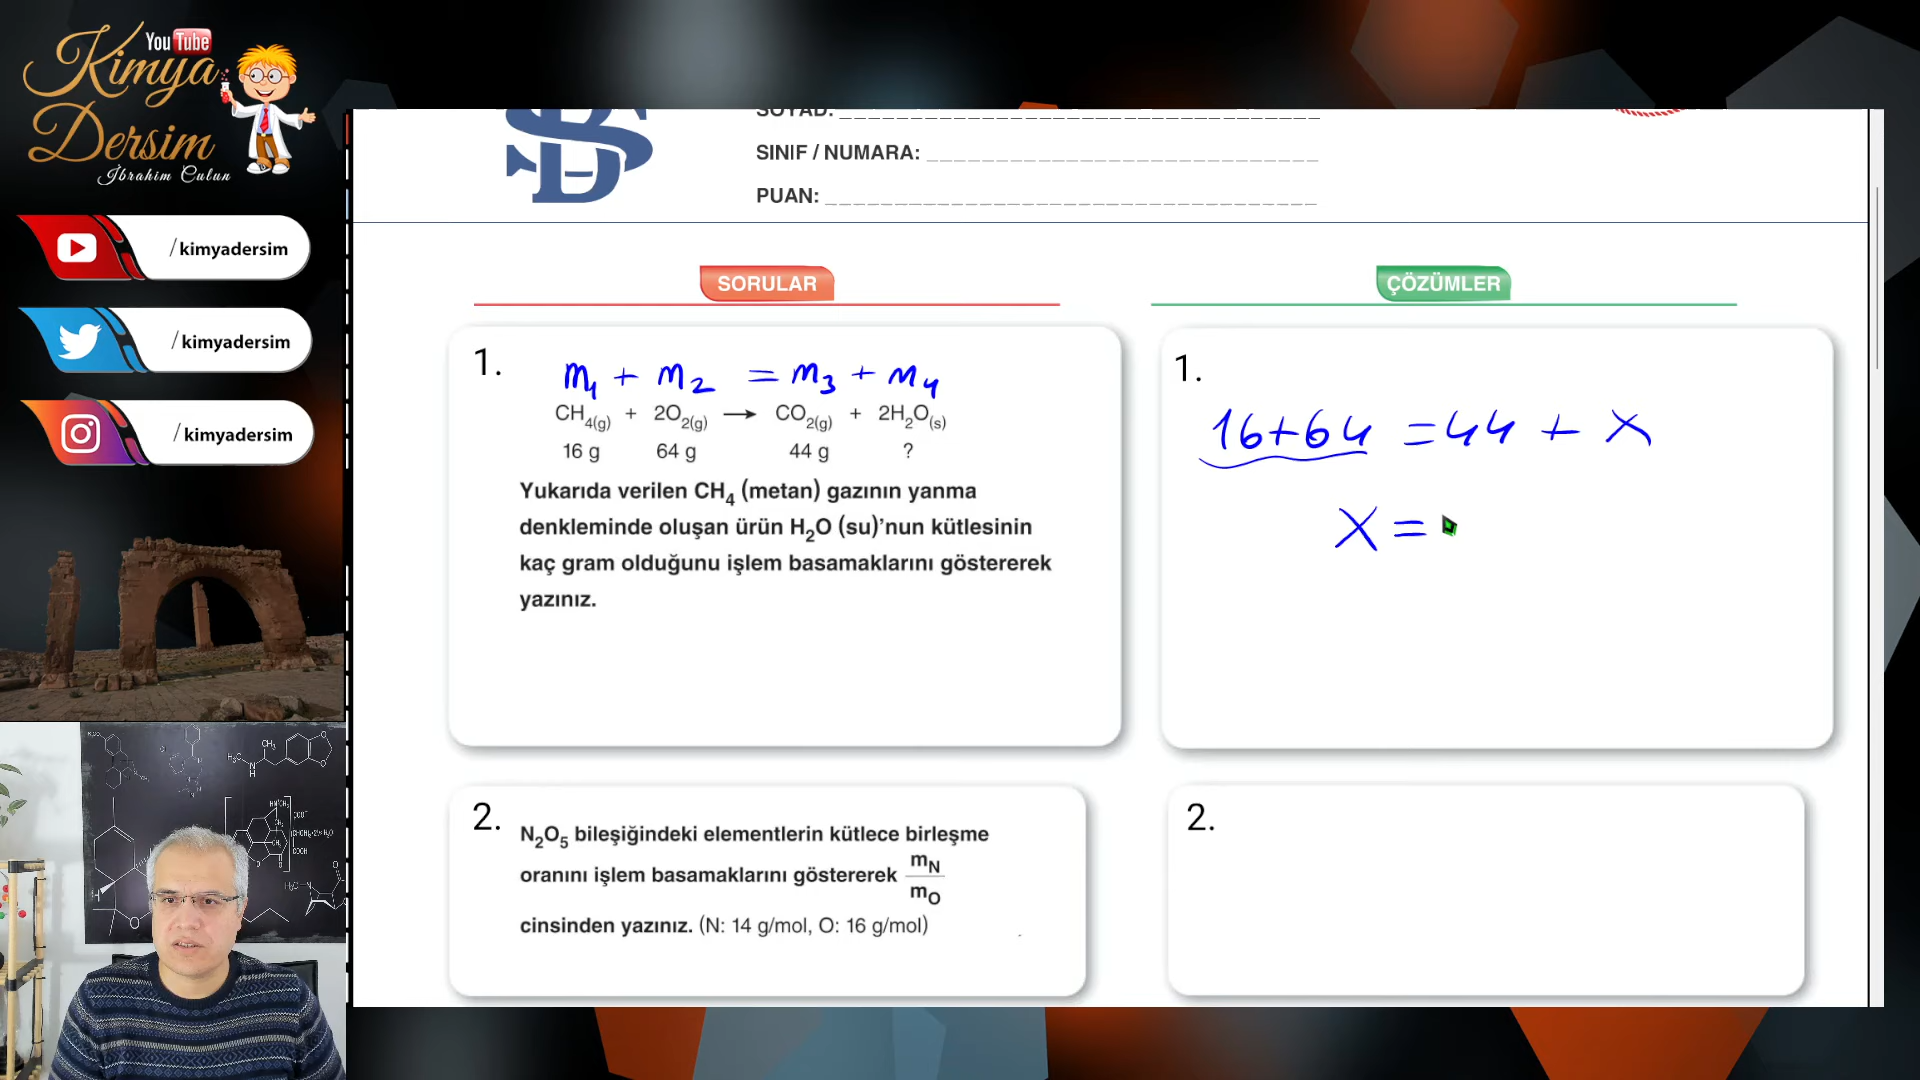 You Tube
Kimya
Dersim
İbrahim Culun
/kimyadersim
/kimyadersim
/kimyadersim
SOYAD:
SINIF / NUMARA:
PUAN:
SORULAR
ÇÖZÜMLER
1.
m₁ + m₂ = m₃ + m₄
CH₄(g) + 2O₂(g) → CO₂(g) + 2H₂O(s)
16 g 64 g 44 g ?
Yukarıda verilen CH₄ (metan) gazının yanma
denkleminde oluşan ürün H₂O (su)'nun kütlesinin
kaç gram olduğunu işlem basamaklarını göstererek
yazınız.
1.
16+64 = 44 + X
X =
2.
N₂O₅ bileşiğindeki elementlerin kütlece birleşme
oranını işlem basamaklarını göstererek mN/mO
cinsinden yazınız. (N: 14 g/mol, O: 16 g/mol)
2.